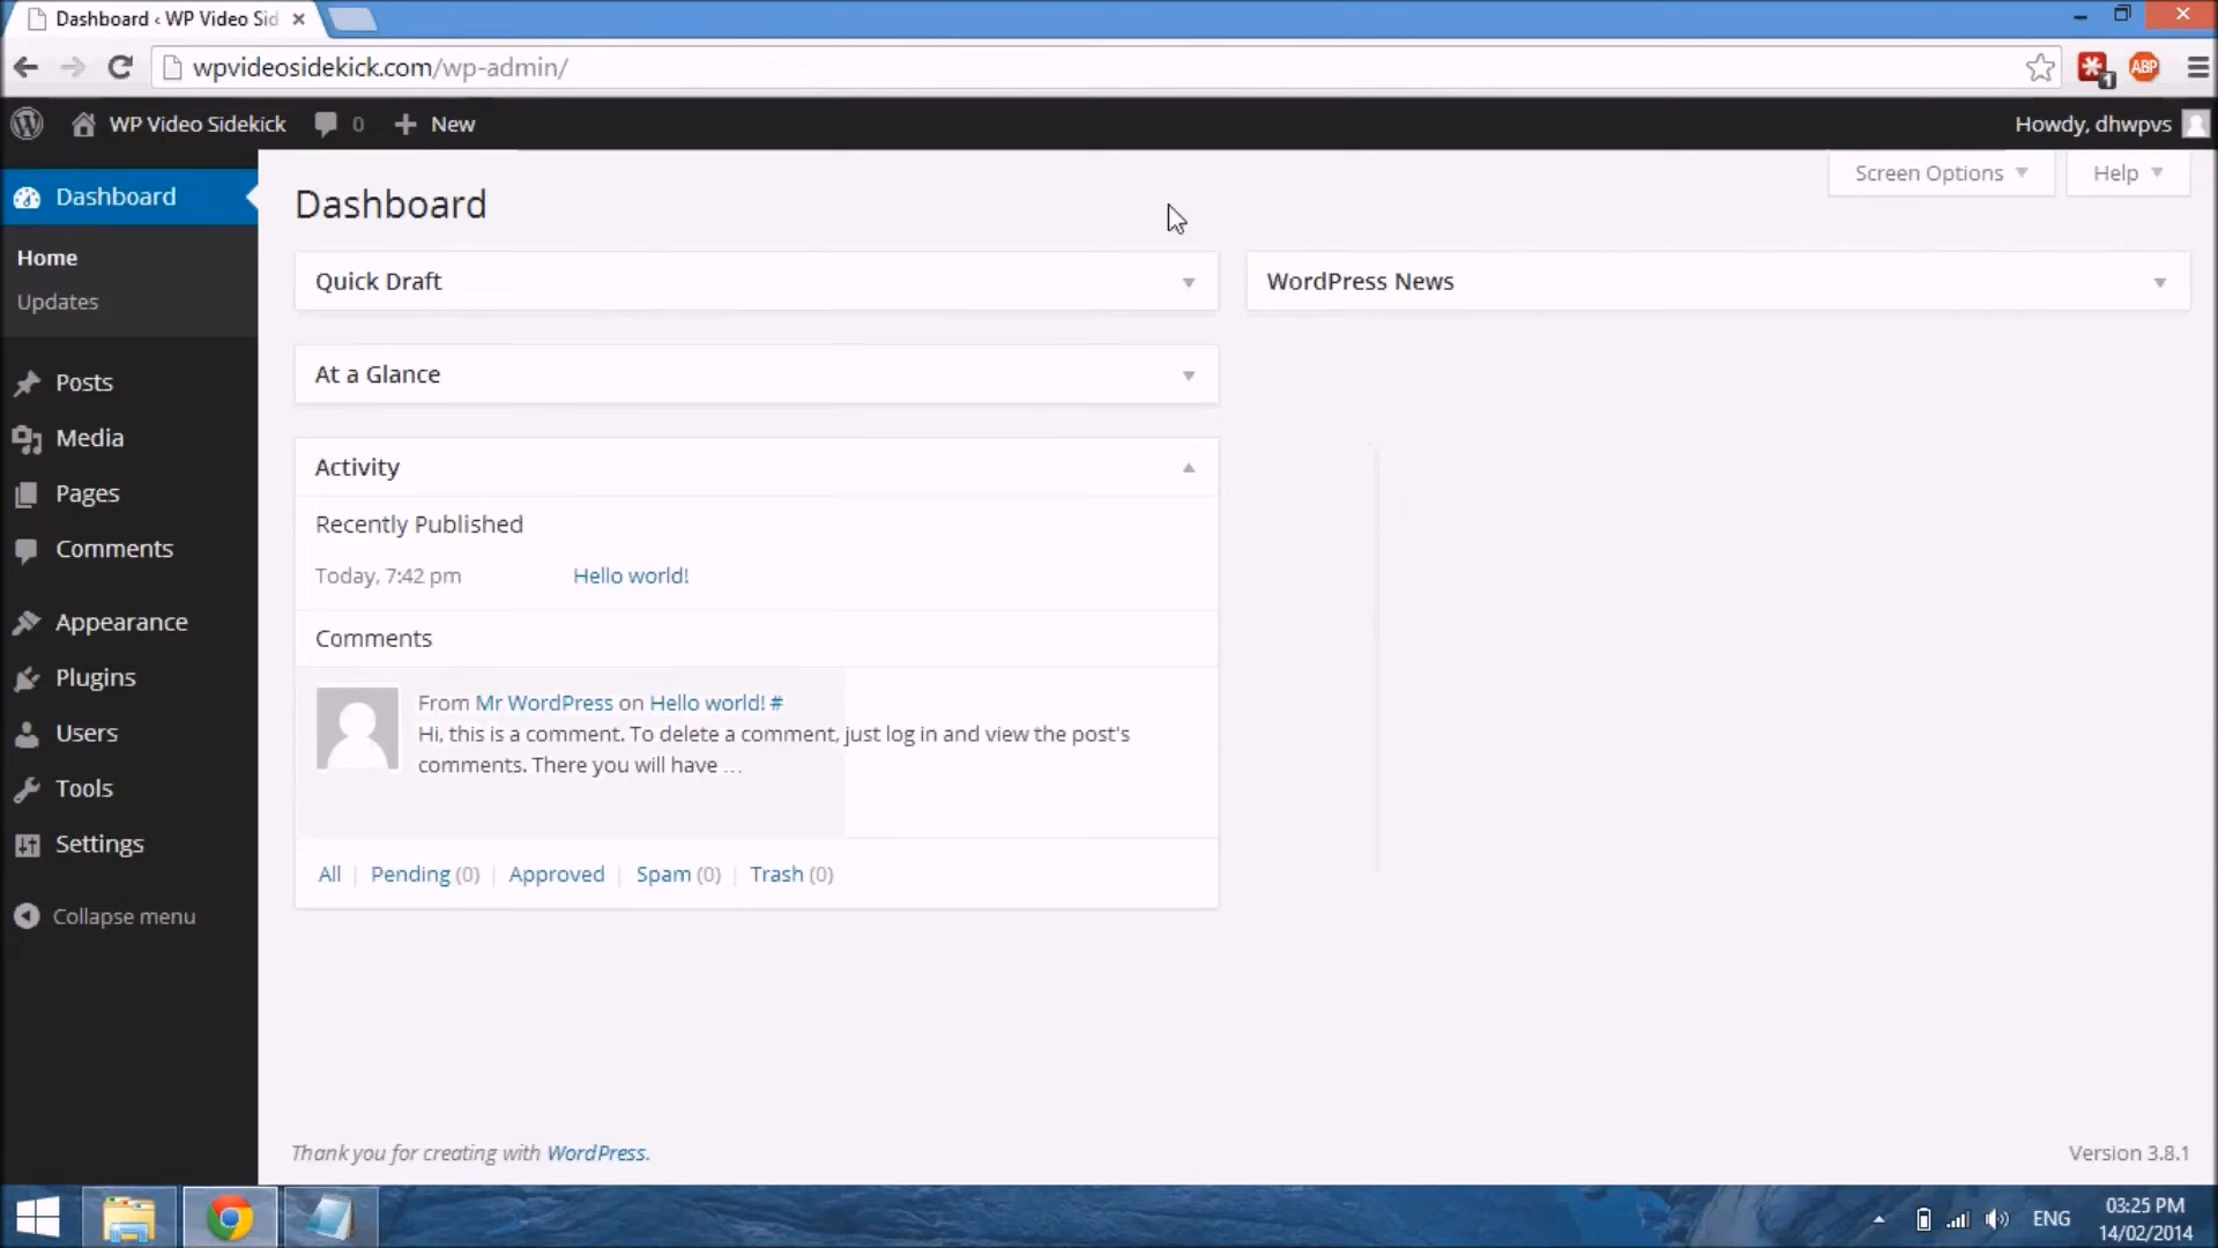 Dashboard ‹ WP Video Sid
wpvideosidekick.com/wp-admin/
ABP
1
WP Video Sidekick 0 New
Howdy, dhwpvs
Dashboard
Home
Updates
Posts
Media
Pages
Comments
Appearance
Plugins
Users
Tools
Settings
Collapse menu
Screen Options
Help
Dashboard
Quick Draft
WordPress News
At a Glance
Activity
Recently Published
Today, 7:42 pm Hello world!
Comments
From Mr WordPress on Hello world! #
Hi, this is a comment. To delete a comment, just log in and view the post's
comments. There you will have ...
All | Pending (0) | Approved | Spam (0) | Trash (0)
Thank you for creating with WordPress.
Version 3.8.1
ENG
03:25 PM
14/02/2014